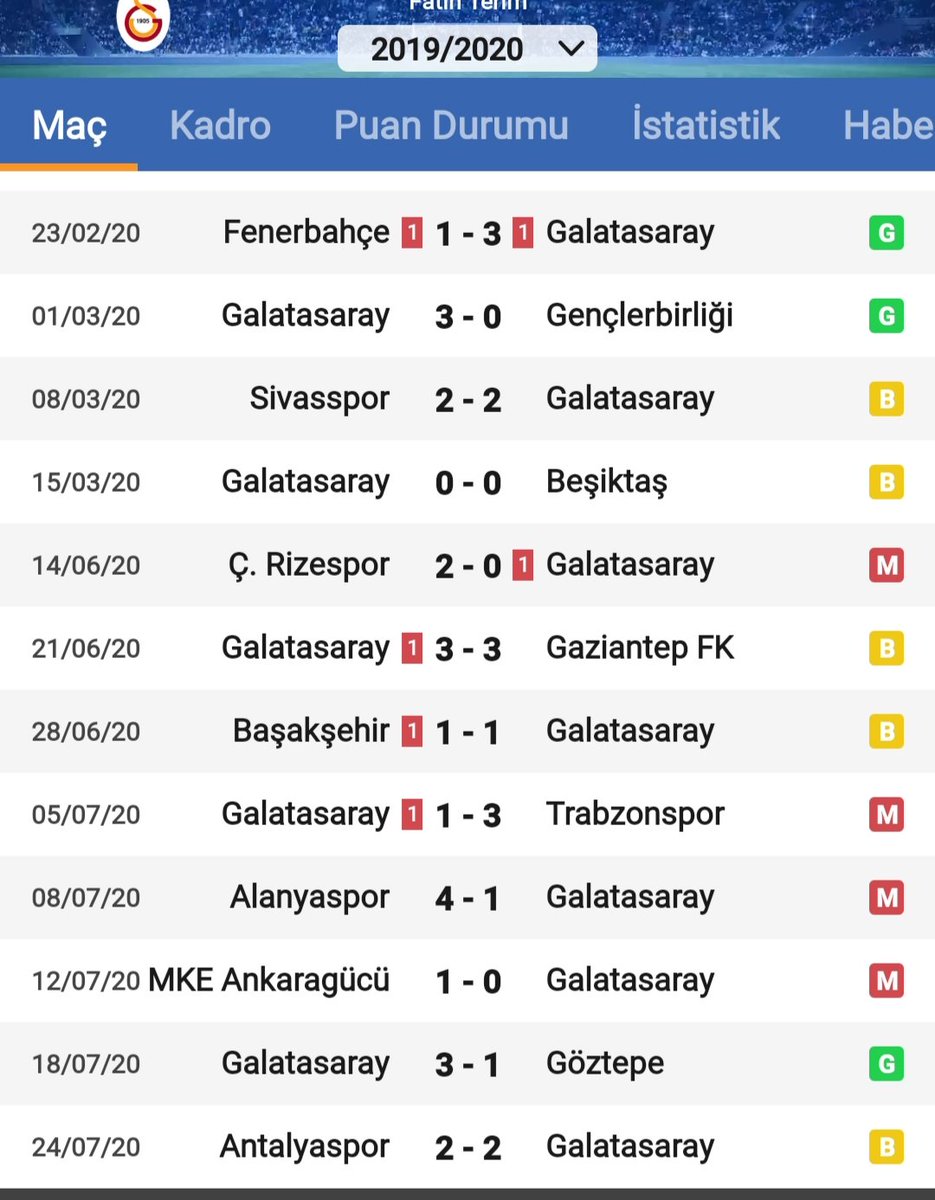 1905
Fatih Terim
2019/2020
Maç Kadro Puan Durumu İstatistik Habe
23/02/20 Fenerbahçe 1 1 - 3 1 Galatasaray G
01/03/20 Galatasaray 3 - 0 Gençlerbirliği G
08/03/20 Sivasspor 2 - 2 Galatasaray B
15/03/20 Galatasaray 0 - 0 Beşiktaş B
14/06/20 Ç. Rizespor 2 - 0 1 Galatasaray M
21/06/20 Galatasaray 1 3 - 3 Gaziantep FK B
28/06/20 Başakşehir 1 1 - 1 Galatasaray B
05/07/20 Galatasaray 1 1 - 3 Trabzonspor M
08/07/20 Alanyaspor 4 - 1 Galatasaray M
12/07/20 MKE Ankaragücü 1 - 0 Galatasaray M
18/07/20 Galatasaray 3 - 1 Göztepe G
24/07/20 Antalyaspor 2 - 2 Galatasaray B